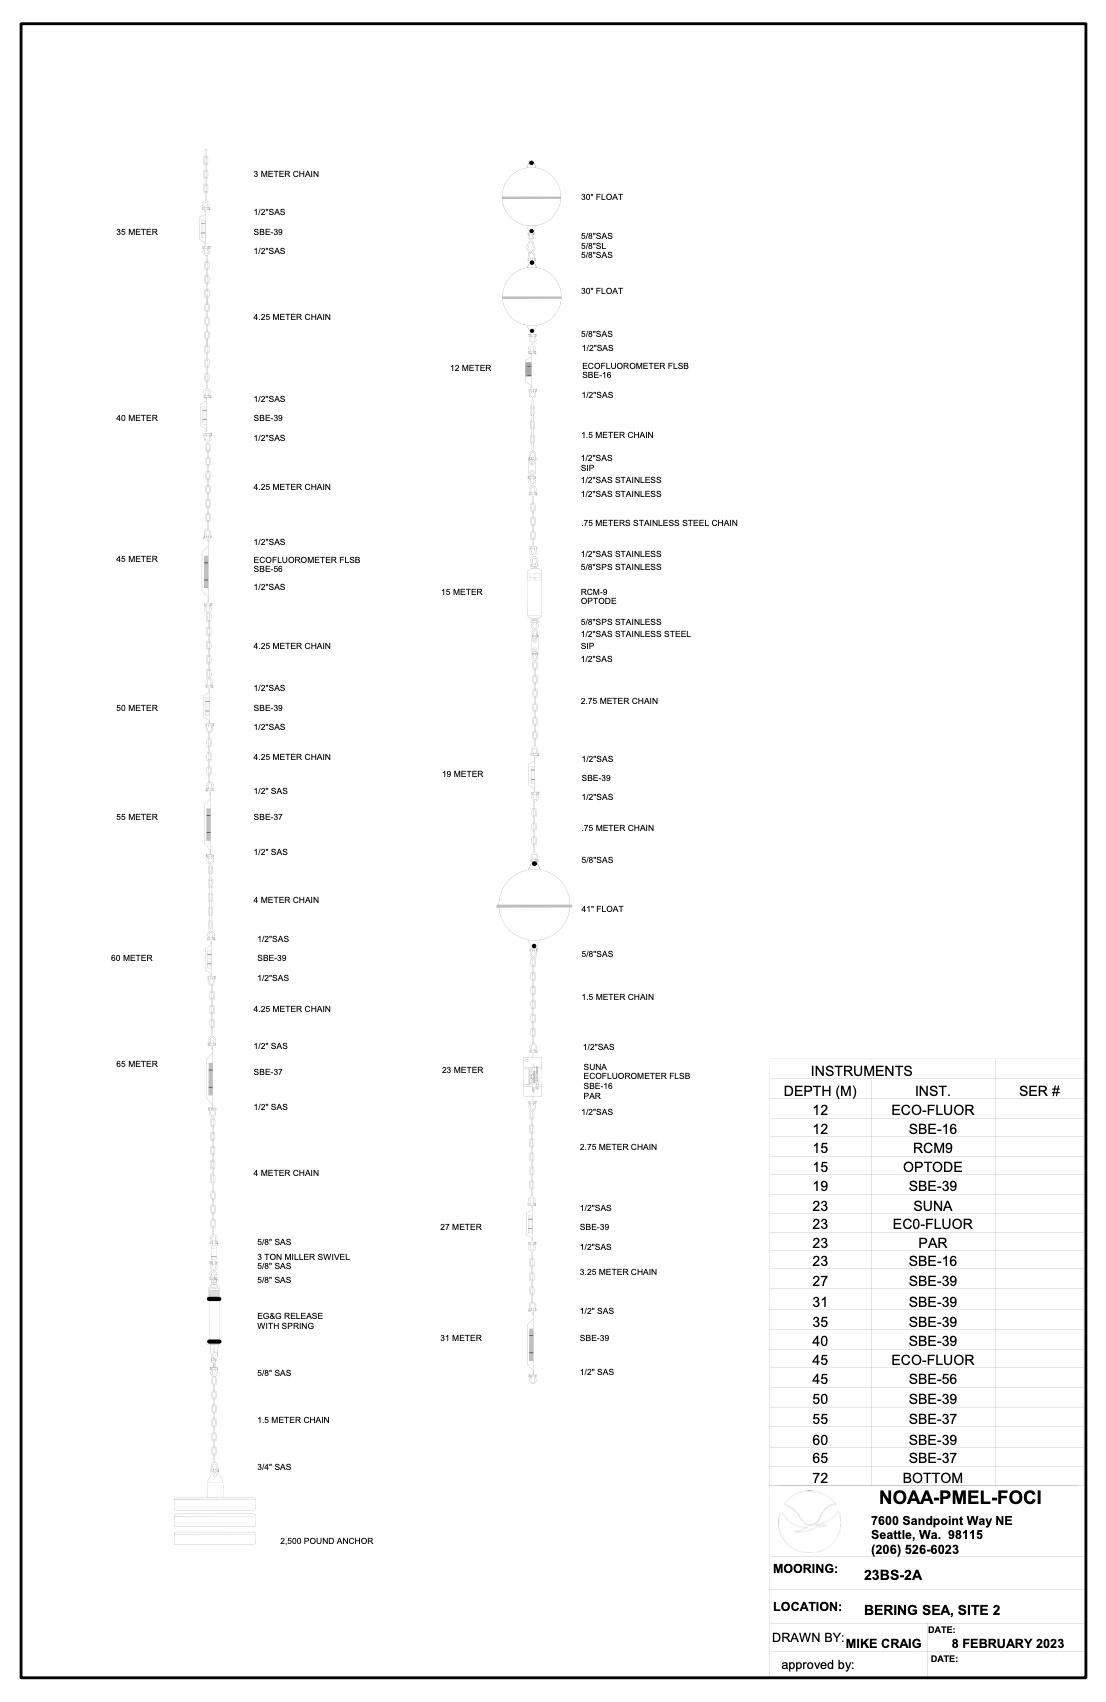 3 METER CHAIN
1/2"SAS
35 METER
SBE-39
1/2"SAS
4.25 METER CHAIN
1/2"SAS
40 METER
SBE-39
1/2"SAS
4.25 METER CHAIN
1/2"SAS
45 METER
ECOFLUOROMETER FLSB
SBE-56
1/2"SAS
4.25 METER CHAIN
1/2"SAS
50 METER
SBE-39
1/2"SAS
4.25 METER CHAIN
1/2" SAS
55 METER
SBE-37
1/2" SAS
4 METER CHAIN
1/2"SAS
60 METER
SBE-39
1/2"SAS
4.25 METER CHAIN
1/2" SAS
65 METER
SBE-37
1/2" SAS
4 METER CHAIN
5/8" SAS
3 TON MILLER SWIVEL
5/8" SAS
5/8" SAS
EG&G RELEASE
WITH SPRING
5/8" SAS
1.5 METER CHAIN
3/4" SAS
2,500 POUND ANCHOR
30" FLOAT
5/8"SAS
5/8"SL
5/8"SAS
30" FLOAT
5/8"SAS
1/2"SAS
12 METER
ECOFLUOROMETER FLSB
SBE-16
1/2"SAS
1.5 METER CHAIN
1/2"SAS
SIP
1/2"SAS STAINLESS
1/2"SAS STAINLESS
.75 METERS STAINLESS STEEL CHAIN
1/2"SAS STAINLESS
5/8"SPS STAINLESS
15 METER
RCM-9
OPTODE
5/8"SPS STAINLESS
1/2"SAS STAINLESS STEEL
SIP
1/2"SAS
2.75 METER CHAIN
1/2"SAS
19 METER
SBE-39
1/2"SAS
.75 METER CHAIN
5/8"SAS
41" FLOAT
5/8"SAS
1.5 METER CHAIN
1/2"SAS
23 METER
SUNA
ECOFLUOROMETER FLSB
SBE-16
PAR
1/2"SAS
2.75 METER CHAIN
1/2"SAS
27 METER
SBE-39
1/2"SAS
3.25 METER CHAIN
1/2" SAS
31 METER
SBE-39
1/2" SAS
INSTRUMENTS
DEPTH (M) INST. SER #
12 ECO-FLUOR
12 SBE-16
15 RCM9
15 OPTODE
19 SBE-39
23 SUNA
23 EC0-FLUOR
23 PAR
23 SBE-16
27 SBE-39
31 SBE-39
35 SBE-39
40 SBE-39
45 ECO-FLUOR
45 SBE-56
50 SBE-39
55 SBE-37
60 SBE-39
65 SBE-37
72 BOTTOM
NOAA-PMEL-FOCI
7600 Sandpoint Way NE
Seattle, Wa. 98115
(206) 526-6023
MOORING: 23BS-2A
LOCATION: BERING SEA, SITE 2
DRAWN BY: MIKE CRAIG DATE: 8 FEBRUARY 2023
approved by: DATE: